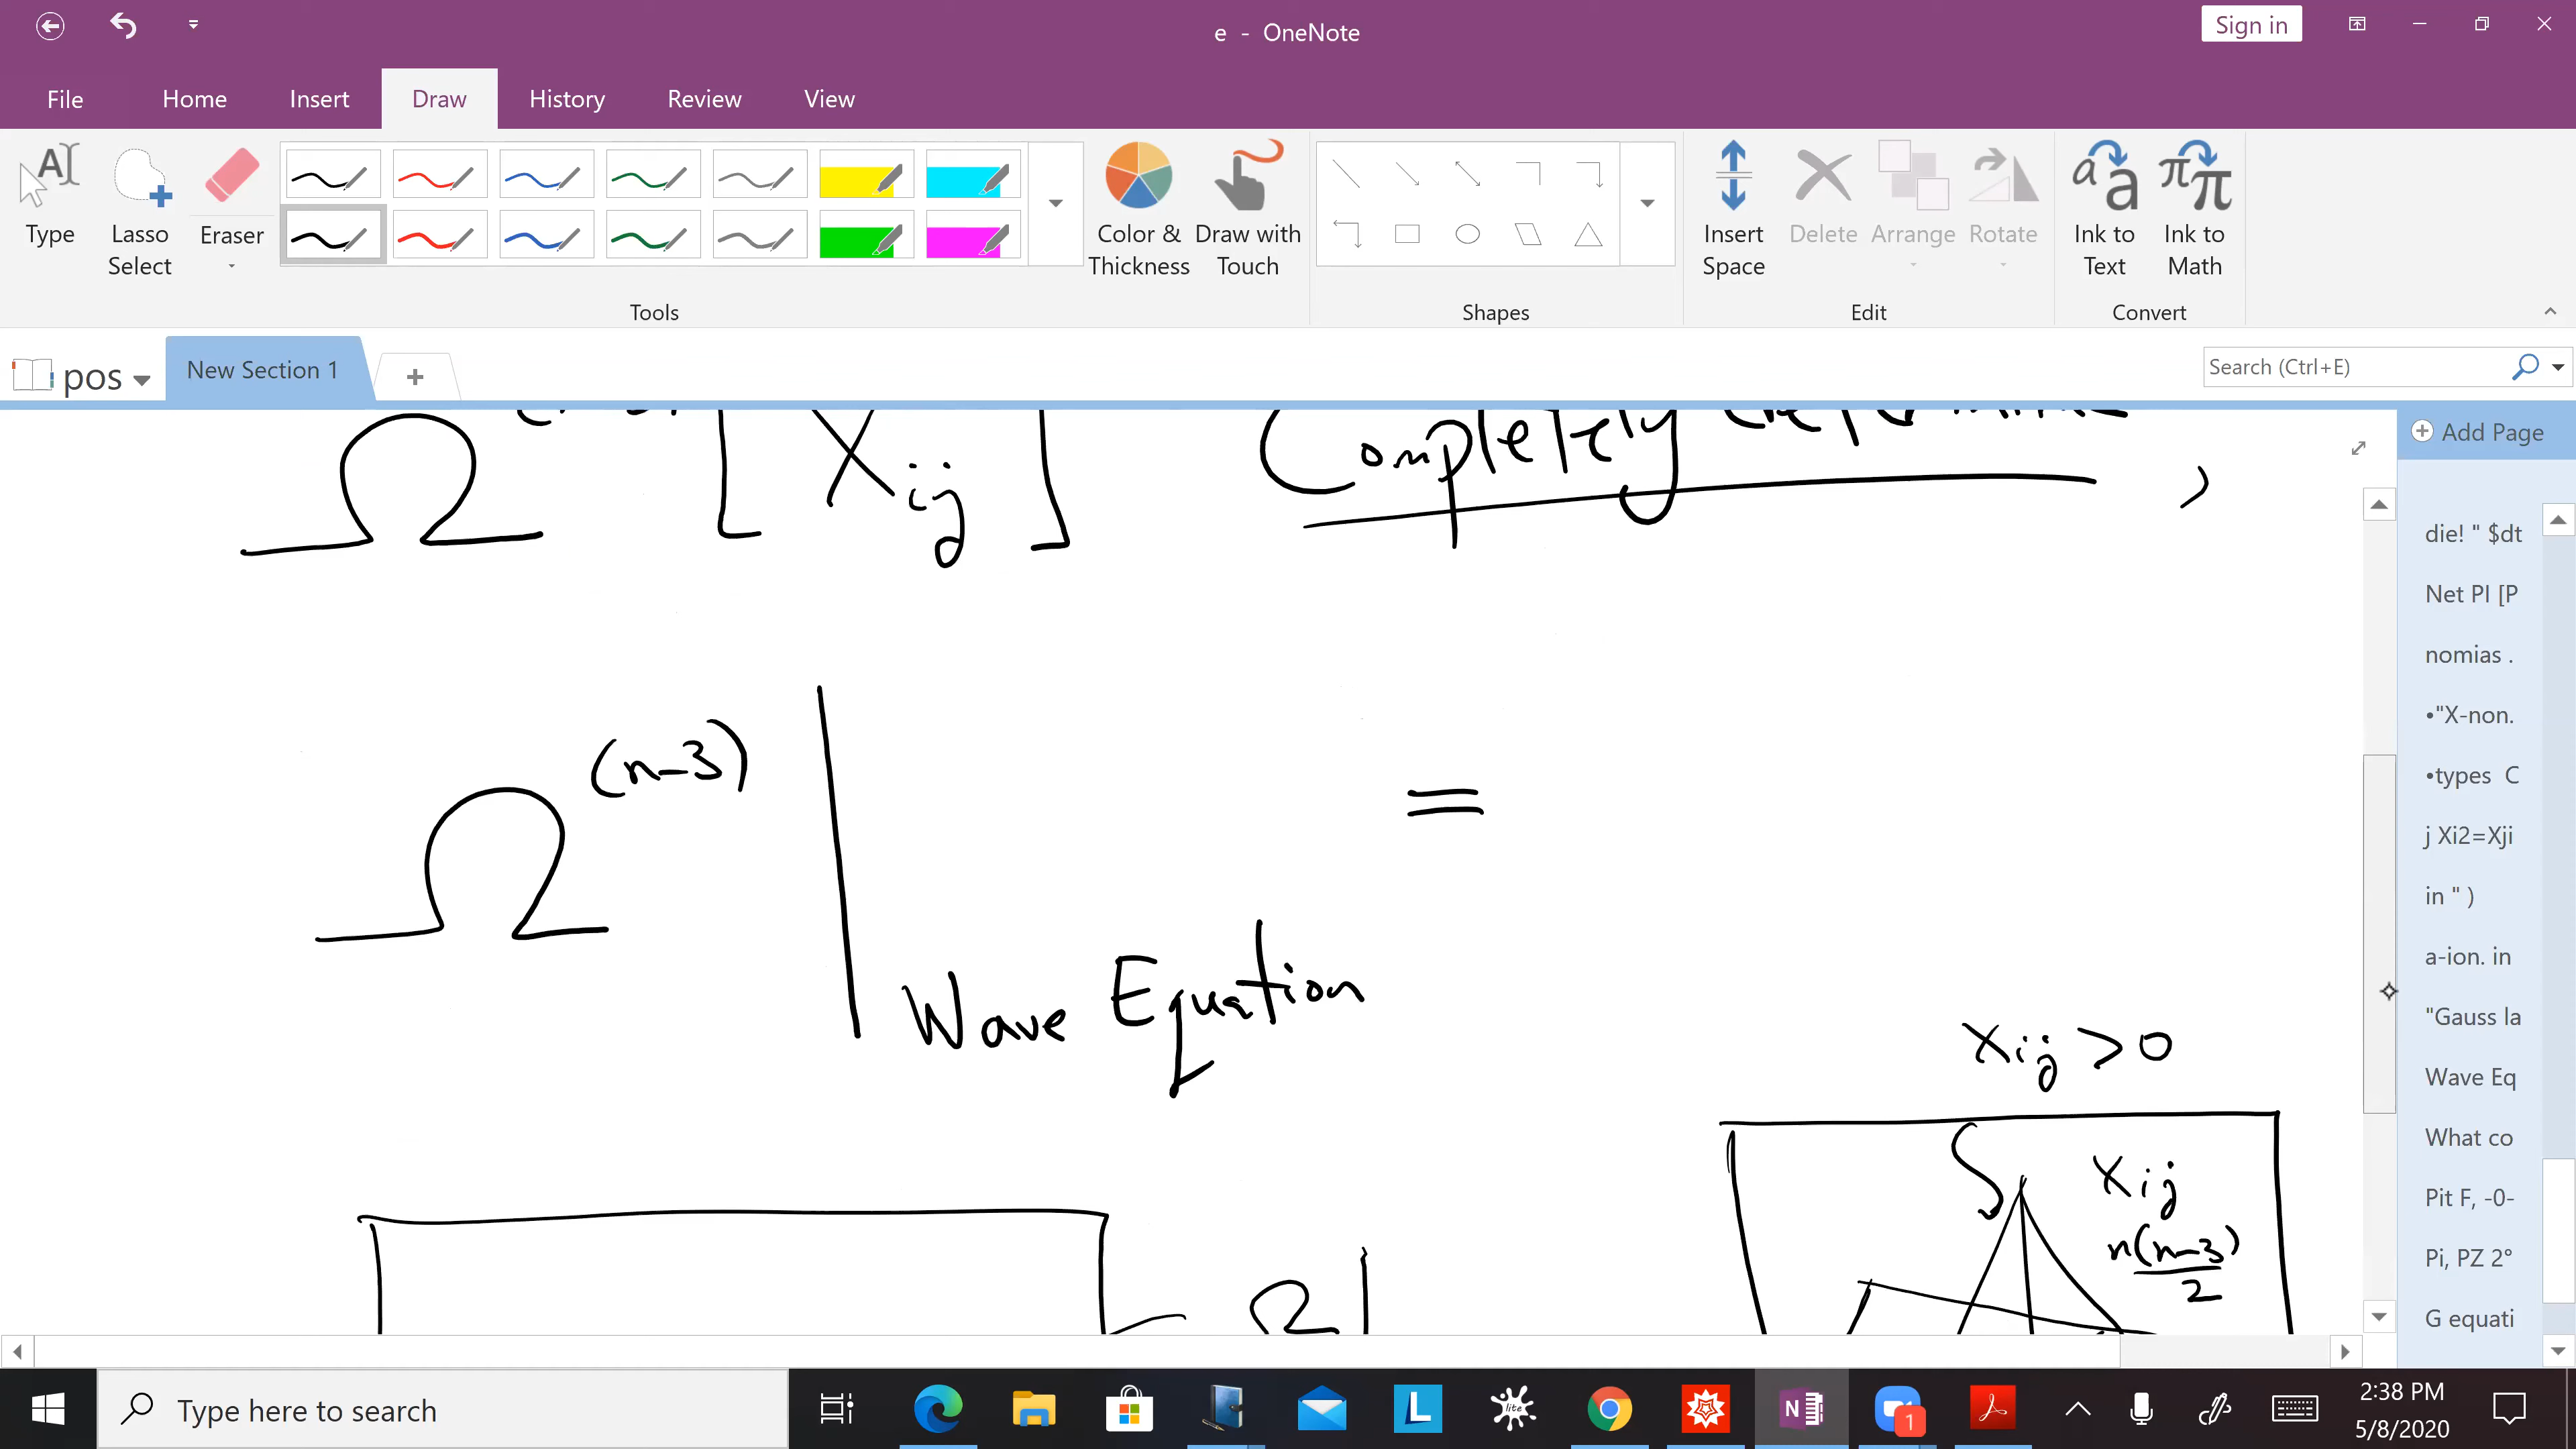 e - OneNote
Sign in
File Home Insert Draw History Review View
Type
Lasso Select
Eraser
Color & Thickness
Draw with Touch
Insert Space
Delete
Arrange
Rotate
Ink to Text
Ink to Math
Tools
Shapes
Edit
Convert
pos
New Section 1
Search (Ctrl+E)
Add Page
die! " $dt
Net PI [P
nomias .
•"X-non.
•types C
j Xi2=Xji
in " )
a-ion. in
"Gauss la
Wave Eq
What co
Pit F, -0-
Pi, PZ 2°
G equati
Ω [Xij] Completely ,
Ω(n-3) | =
Wave Equation
Xij > 0
Xij
n(n-3)
2
Ω
Type here to search
L
lite
N
1
2:38 PM
5/8/2020